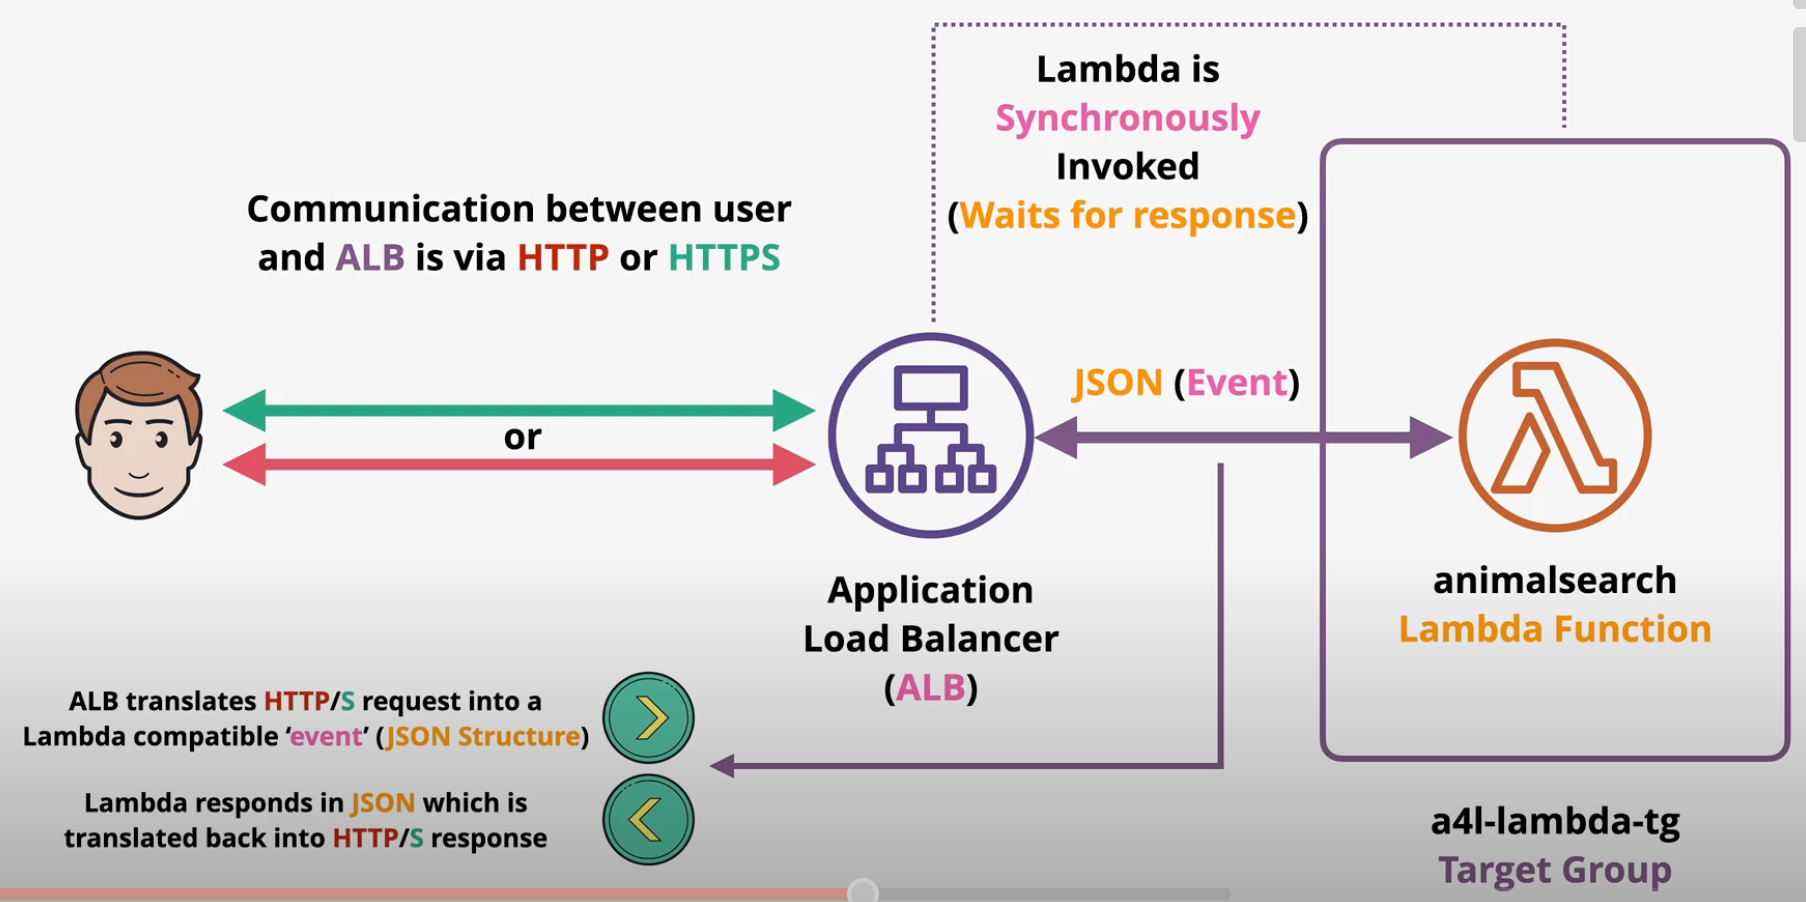 Lambda is
Synchronously
Invoked
(Waits for response)
Communication between user
and ALB is via HTTP or HTTPS
or
JSON (Event)
Application
Load Balancer
(ALB)
animalsearch
Lambda Function
ALB translates HTTP/S request into a
Lambda compatible ‘event’ (JSON Structure)
Lambda responds in JSON which is
translated back into HTTP/S response
a4l-lambda-tg
Target Group